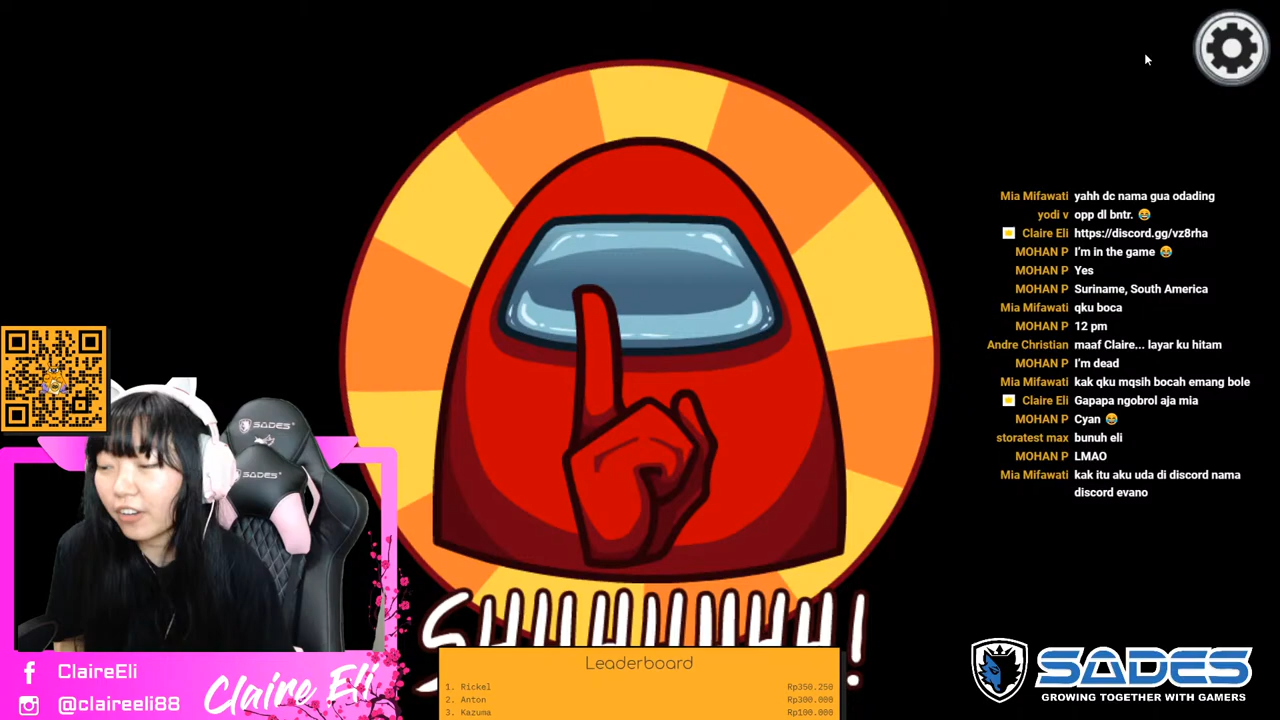 Mia Mifawati yahh dc nama gua odading
yodi v opp dl bntr. 😂
Claire Eli https://discord.gg/vz8rha
MOHAN P I'm in the game 😂
MOHAN P Yes
MOHAN P Suriname, South America
Mia Mifawati qku boca
MOHAN P 12 pm
Andre Christian maaf Claire... layar ku hitam
MOHAN P I'm dead
Mia Mifawati kak qku mqsih bocah emang bole
Claire Eli Gapapa ngobrol aja mia
MOHAN P Cyan 😂
storatest max bunuh eli
MOHAN P LMAO
Mia Mifawati kak itu aku uda di discord nama
discord evano
SADES
SADES
SHHHHHHH!
ClaireEli
@claireeli88
Claire Eli
Leaderboard
1. Rickel Rp350.250
2. Anton Rp300.000
3. Kazuma Rp100.000
SADES
GROWING TOGETHER WITH GAMERS